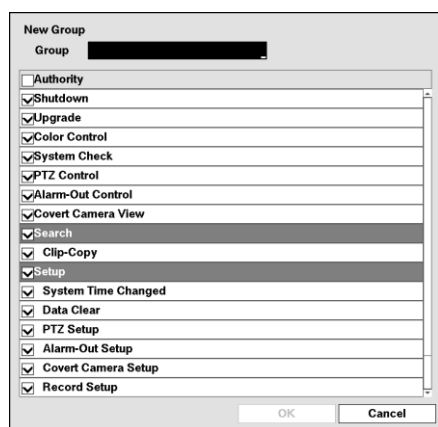 New Group
Group
Authority
Shutdown
Upgrade
Color Control
System Check
PTZ Control
Alarm-Out Control
Covert Camera View
Search
Clip-Copy
Setup
System Time Changed
Data Clear
PTZ Setup
Alarm-Out Setup
Covert Camera Setup
Record Setup
OK Cancel